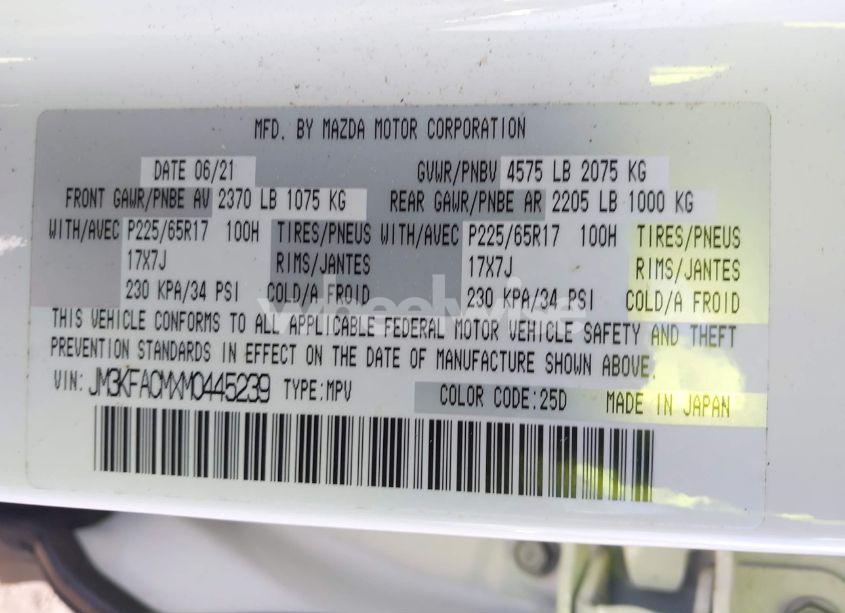 MFD. BY MAZDA MOTOR CORPORATION
DATE 06/21 GVWR/PNBV 4575 LB 2075 KG
FRONT GAWR/PNBE AV 2370 LB 1075 KG REAR GAWR/PNBE AR 2205 LB 1000 KG
WITH/AVEC P225/65R17 100H TIRES/PNEUS WITH/AVEC P225/65R17 100H TIRES/PNEUS
17X7J RIMS/JANTES 17X7J RIMS/JANTES
230 KPA/34 PSI COLD/A FROID 230 KPA/34 PSI COLD/A FROID
wheelwise
THIS VEHICLE CONFORMS TO ALL APPLICABLE FEDERAL MOTOR VEHICLE SAFETY AND THEFT
PREVENTION STANDARDS IN EFFECT ON THE DATE OF MANUFACTURE SHOWN ABOVE.
VIN: JM3KFACMXM0445239 TYPE:MPV COLOR CODE:25D MADE IN JAPAN